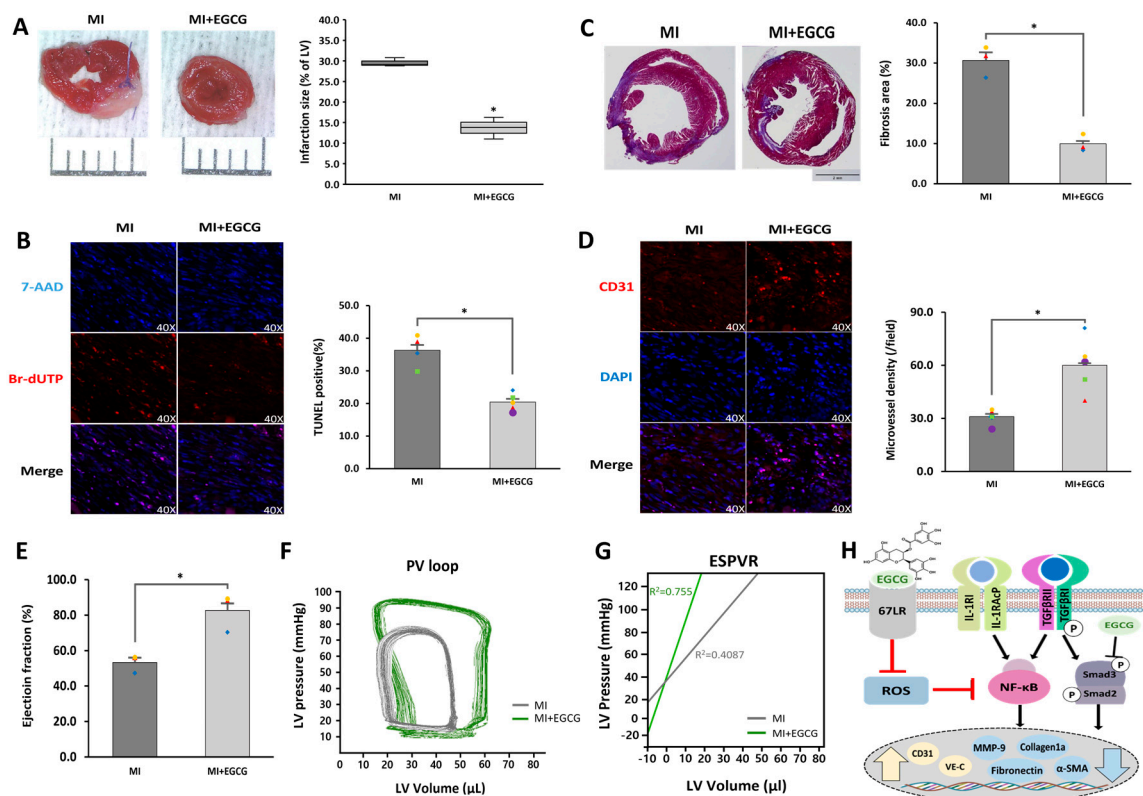 A
MI
MI+EGCG
Infarction size (% of LV)
40.0
35.0
30.0
25.0
20.0
15.0
10.0
5.0
0.0
*
MI
MI+EGCG
C
MI
MI+EGCG
Fibrosis area (%)
40.0
30.0
20.0
10.0
0.0
*
MI
MI+EGCG
B
MI
MI+EGCG
7-AAD
40X
40X
Br-dUTP
40X
40X
Merge
40X
40X
TUNEL positive(%)
50.0
40.0
30.0
20.0
10.0
0.0
*
MI
MI+EGCG
D
MI
MI+EGCG
CD31
40X
40X
DAPI
40X
40X
Merge
40X
40X
Microvessel density (/field)
90.0
60.0
30.0
0.0
*
MI
MI+EGCG
E
Ejectioin fraction (%)
100.0
80.0
60.0
40.0
20.0
0.0
*
MI
MI+EGCG
F
PV loop
LV pressure (mmHg)
100
90
80
70
60
50
40
30
20
10
MI
MI+EGCG
0 10 20 30 40 50 60 70 80
LV Volume (µL)
G
ESPVR
LV Pressure (mmHg)
120
100
80
60
40
20
0
-20
R²=0.755
R²=0.4087
MI
MI+EGCG
-10 0 10 20 30 40 50 60
LV Volume (µl)
H
OH
OH
OH
OH
OH
OH
EGCG
67LR
IL-1RI
IL-1RAcP
TGFβRII
TGFβRI
P
EGCG
P
ROS
NF-κB
Smad3
P
Smad2
CD31
VE-C
MMP-9
Collagen1a
Fibronectin
α-SMA